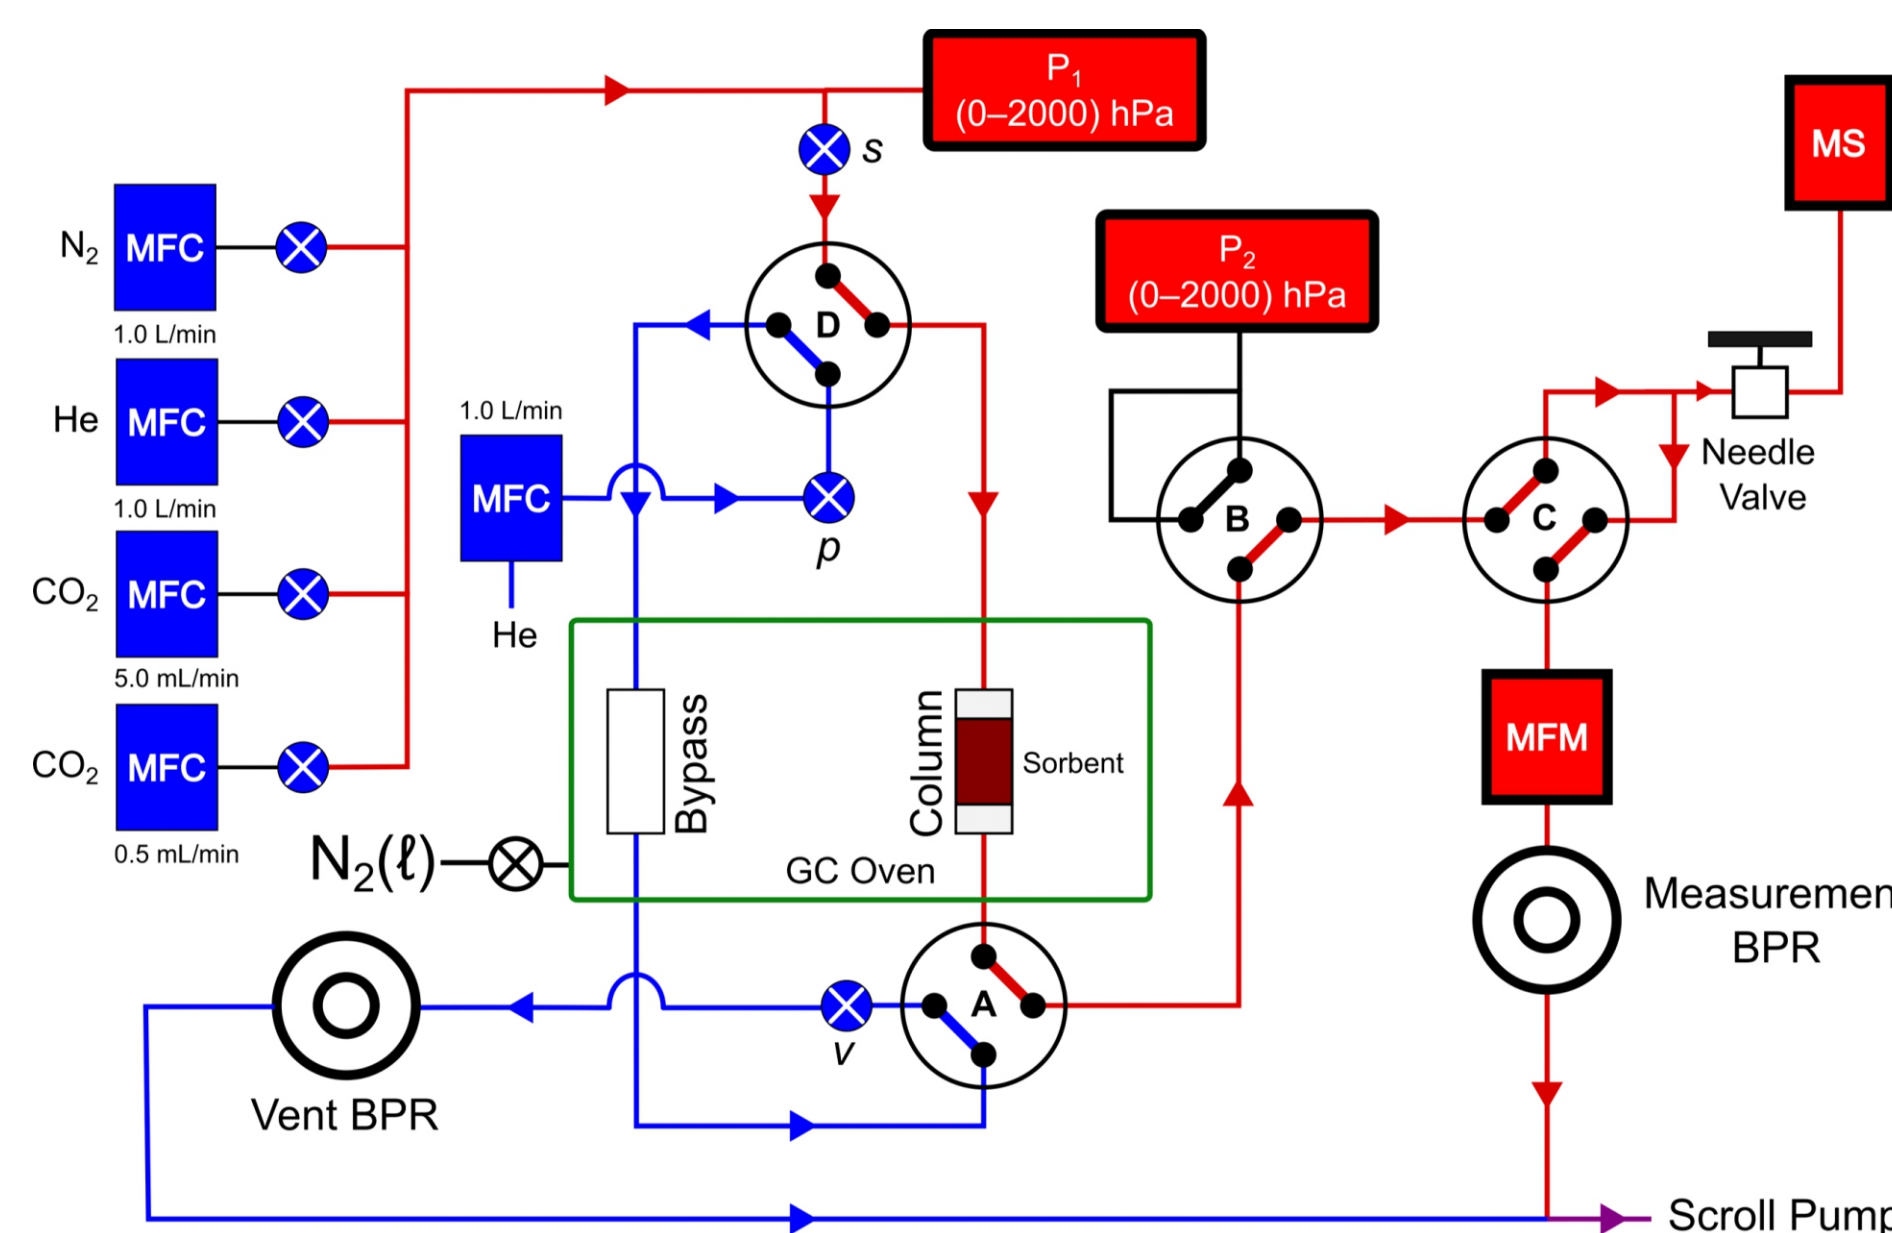 P₁
(0–2000) hPa
s
MS
N₂
MFC
1.0 L/min
P₂
(0–2000) hPa
D
He
MFC
1.0 L/min
1.0 L/min
MFC
He
p
B
C
Needle
Valve
CO₂
MFC
5.0 mL/min
CO₂
MFC
0.5 mL/min
Bypass
Column
Sorbent
GC Oven
MFM
N₂(ℓ)
Measuremen
BPR
A
v
Vent BPR
Scroll Pump